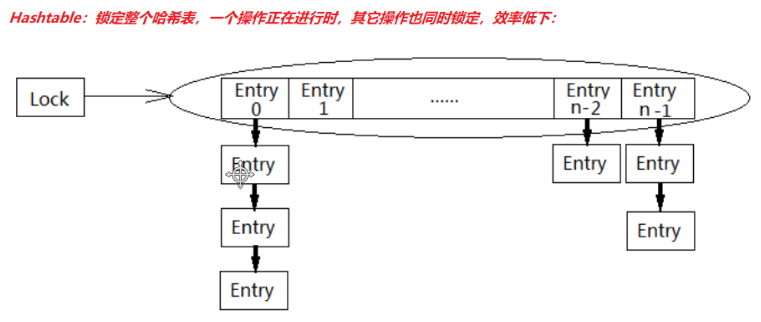 Hashtable：锁定整个哈希表，一个操作正在进行时，其它操作也同时锁定，效率低下：
Lock
Entry 0
Entry 1
......
Entry n-2
Entry n -1
Entry
Entry
Entry
Entry
Entry
Entry